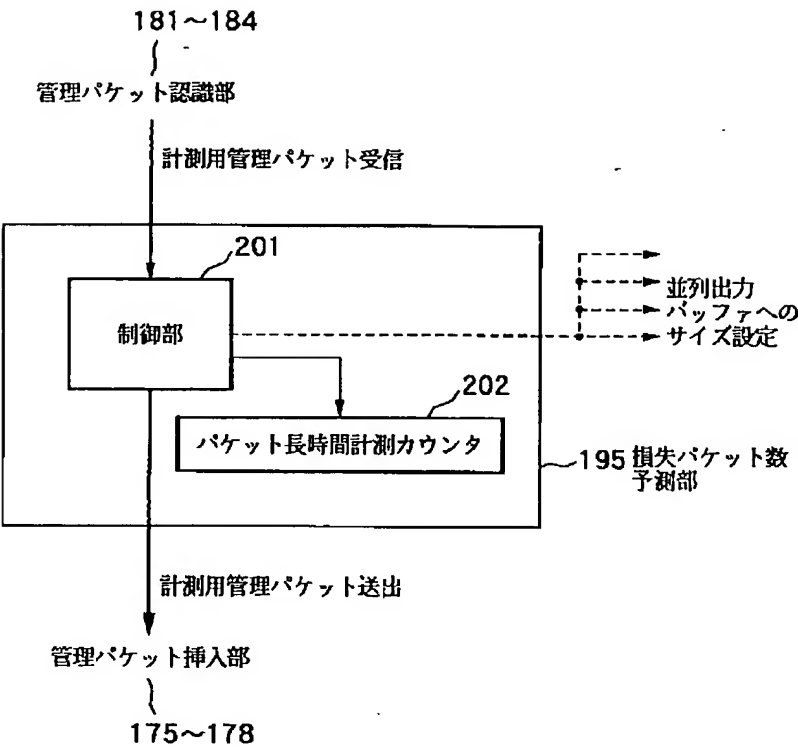 181～184
管理パケット認識部
計測用管理パケット受信
201
制御部
並列出力
バッファへの
サイズ設定
202
パケット長時間計測カウンタ
195 損失パケット数
予測部
計測用管理パケット送出
管理パケット挿入部
175～178